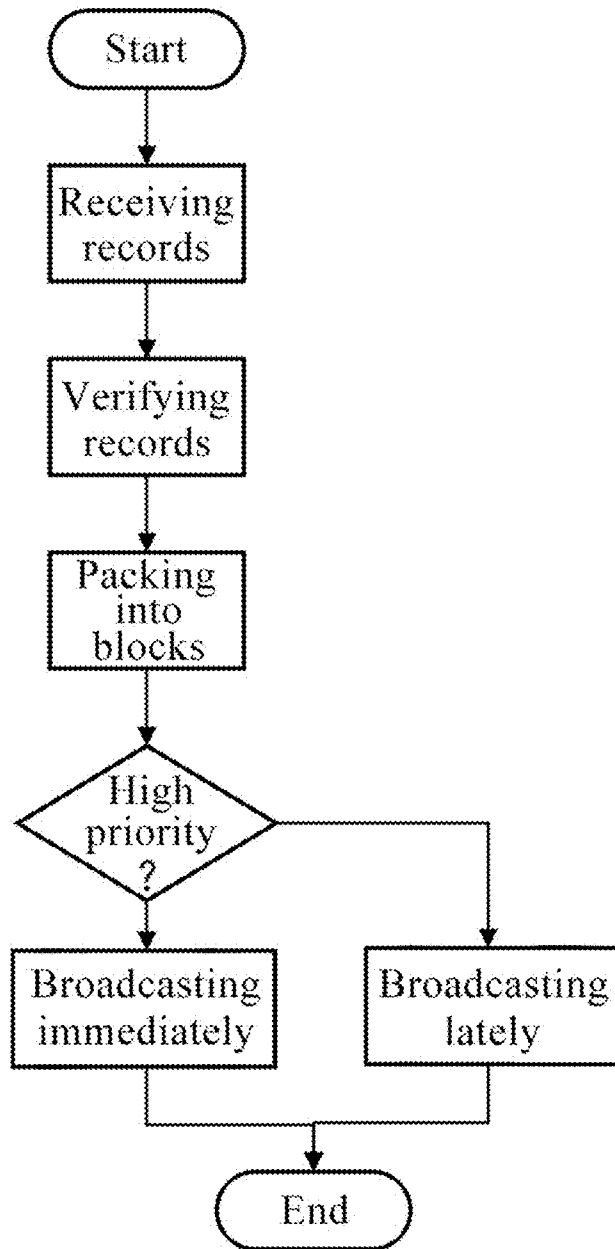 Start
Receiving
records
Verifying
records
Packing
into
blocks
High
priority
?
Broadcasting
immediately
Broadcasting
lately
End